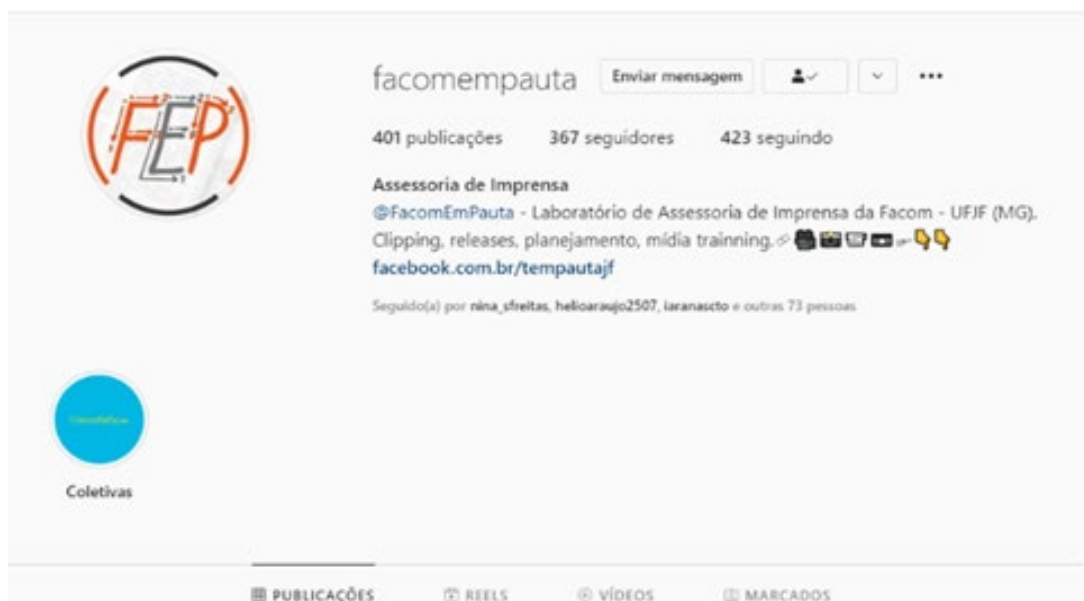 FEP
facomempauta Enviar mensagem
401 publicações 367 seguidores 423 seguindo
Assessoria de Imprensa
@FacomEmPauta - Laboratório de Assessoria de Imprensa da Facom - UFJF (MG).
Clipping, releases, planejamento, mídia trainning.
facebook.com.br/tempautajf
Seguido(a) por nina_sfreitas, helioaraujo2507, iaranascto e outras 73 pessoas
Coletivas
PUBLICAÇÕES REELS VÍDEOS MARCADOS